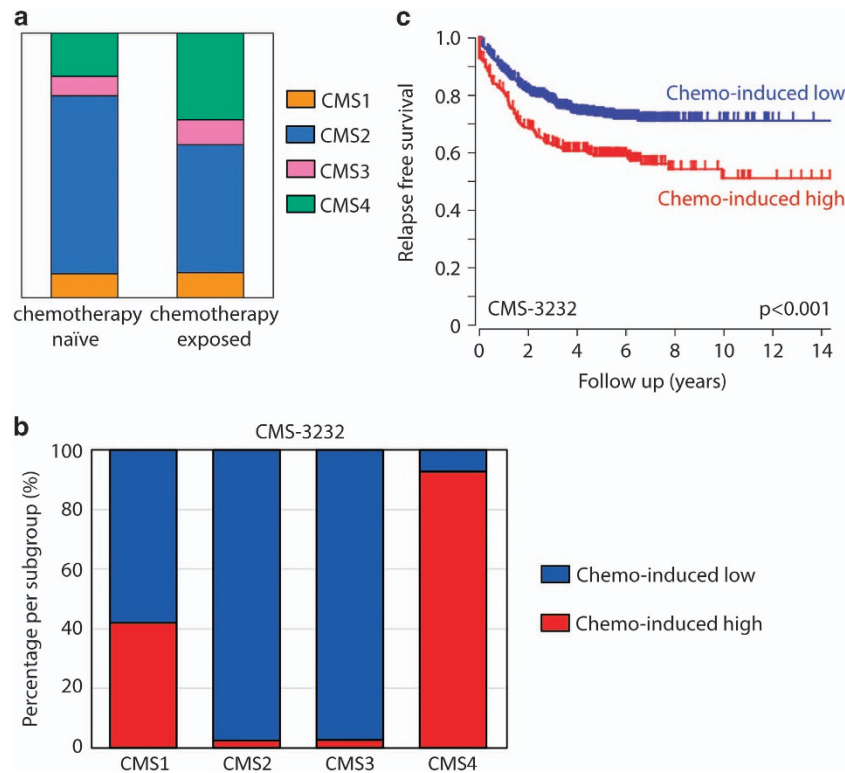 a
CMS1
CMS2
CMS3
CMS4
chemotherapy
naïve
chemotherapy
exposed
c
Relapse free survival
1.0
0.8
0.6
0.4
0.2
0
Chemo-induced low
Chemo-induced high
CMS-3232
p<0.001
0 2 4 6 8 10 12 14
Follow up (years)
b
CMS-3232
Percentage per subgroup (%)
100
80
60
40
20
0
CMS1 CMS2 CMS3 CMS4
Chemo-induced low
Chemo-induced high